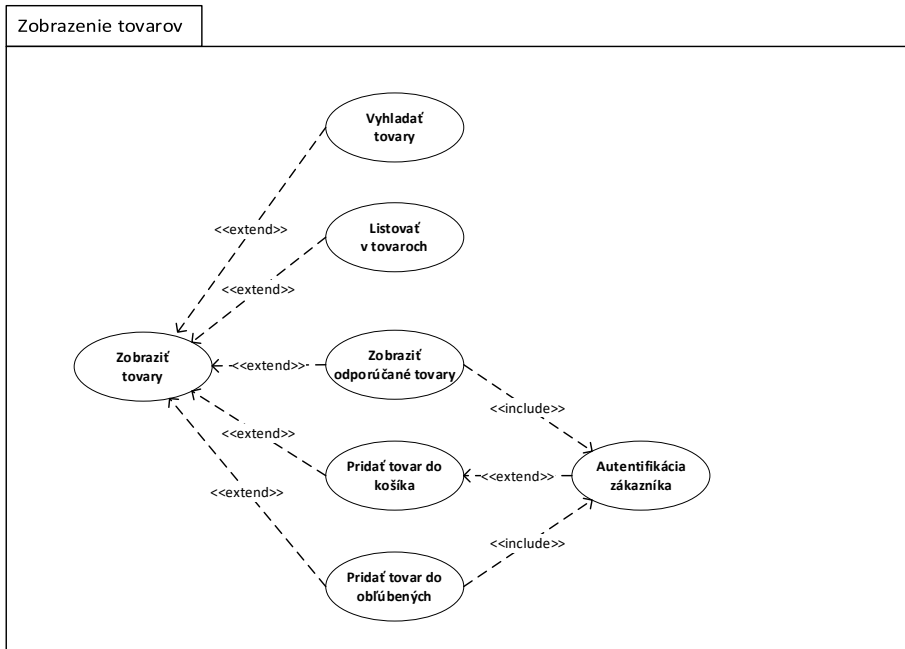 Zobrazenie tovarov
Vyhladať
tovary
<<extend>>
Listovať
v tovaroch
<<extend>>
Zobraziť
tovary
<<extend>>
Zobraziť
odporúčané tovary
<<include>>
<<extend>>
Pridať tovar do
košíka
<<extend>>
Autentifikácia
zákazníka
<<extend>>
<<include>>
Pridať tovar do
obľúbených